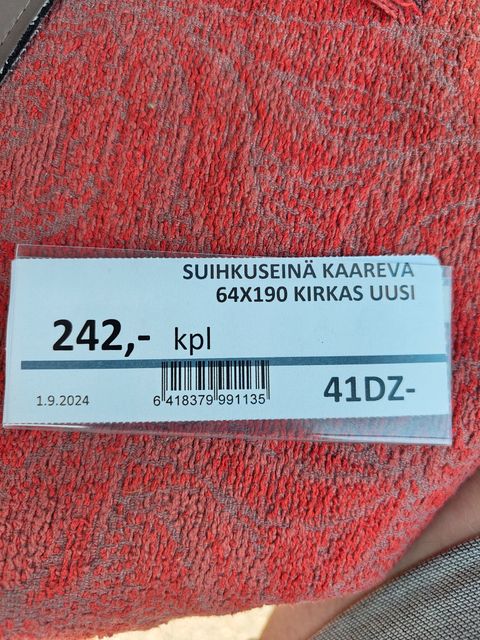 SUIHKUSEINÄ KAAREVA
64X190 KIRKAS UUSI
242,- kpl
1.9.2024
6 418379 991135
41DZ-